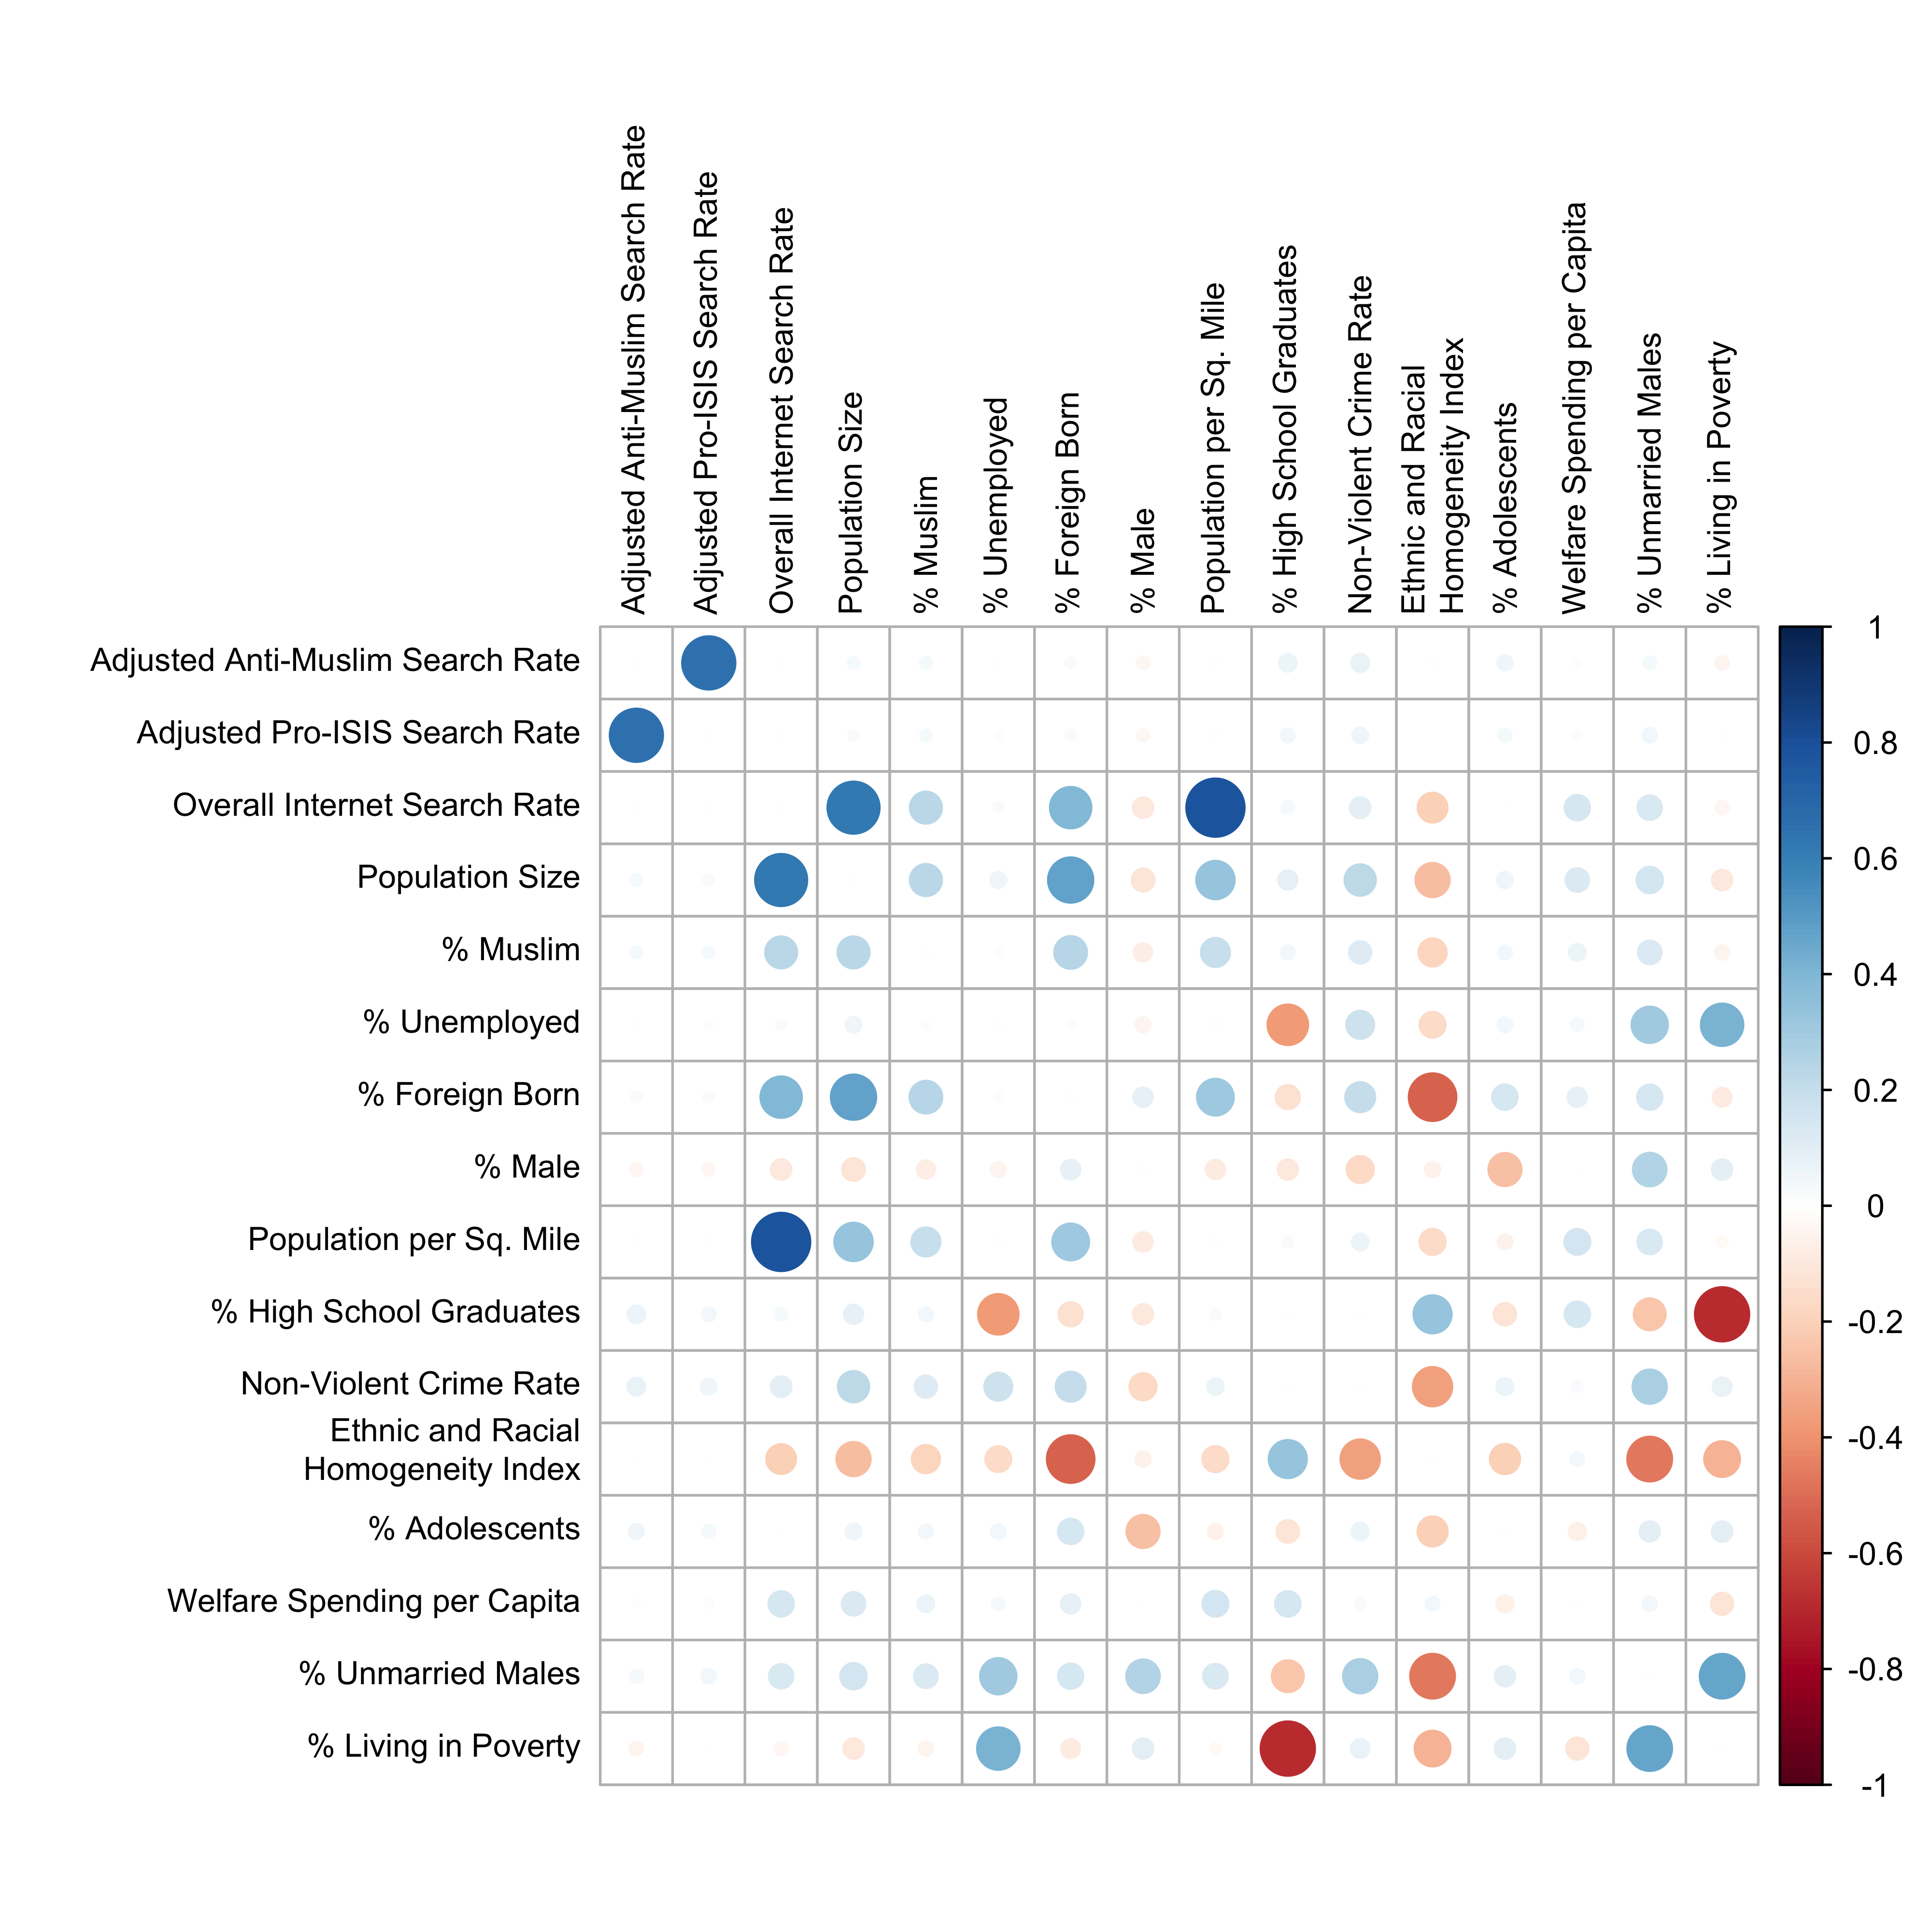 Adjusted Anti-Muslim Search Rate
Adjusted Pro-ISIS Search Rate
Overall Internet Search Rate
Population Size
% Muslim
% Unemployed
% Foreign Born
% Male
Population per Sq. Mile
% High School Graduates
Non-Violent Crime Rate
Ethnic and Racial
Homogeneity Index
% Adolescents
Welfare Spending per Capita
% Unmarried Males
% Living in Poverty
Adjusted Anti-Muslim Search Rate
Adjusted Pro-ISIS Search Rate
Overall Internet Search Rate
Population Size
% Muslim
% Unemployed
% Foreign Born
% Male
Population per Sq. Mile
% High School Graduates
Non-Violent Crime Rate
Ethnic and Racial
Homogeneity Index
% Adolescents
Welfare Spending per Capita
% Unmarried Males
% Living in Poverty
1
0.8
0.6
0.4
0.2
0
-0.2
-0.4
-0.6
-0.8
-1